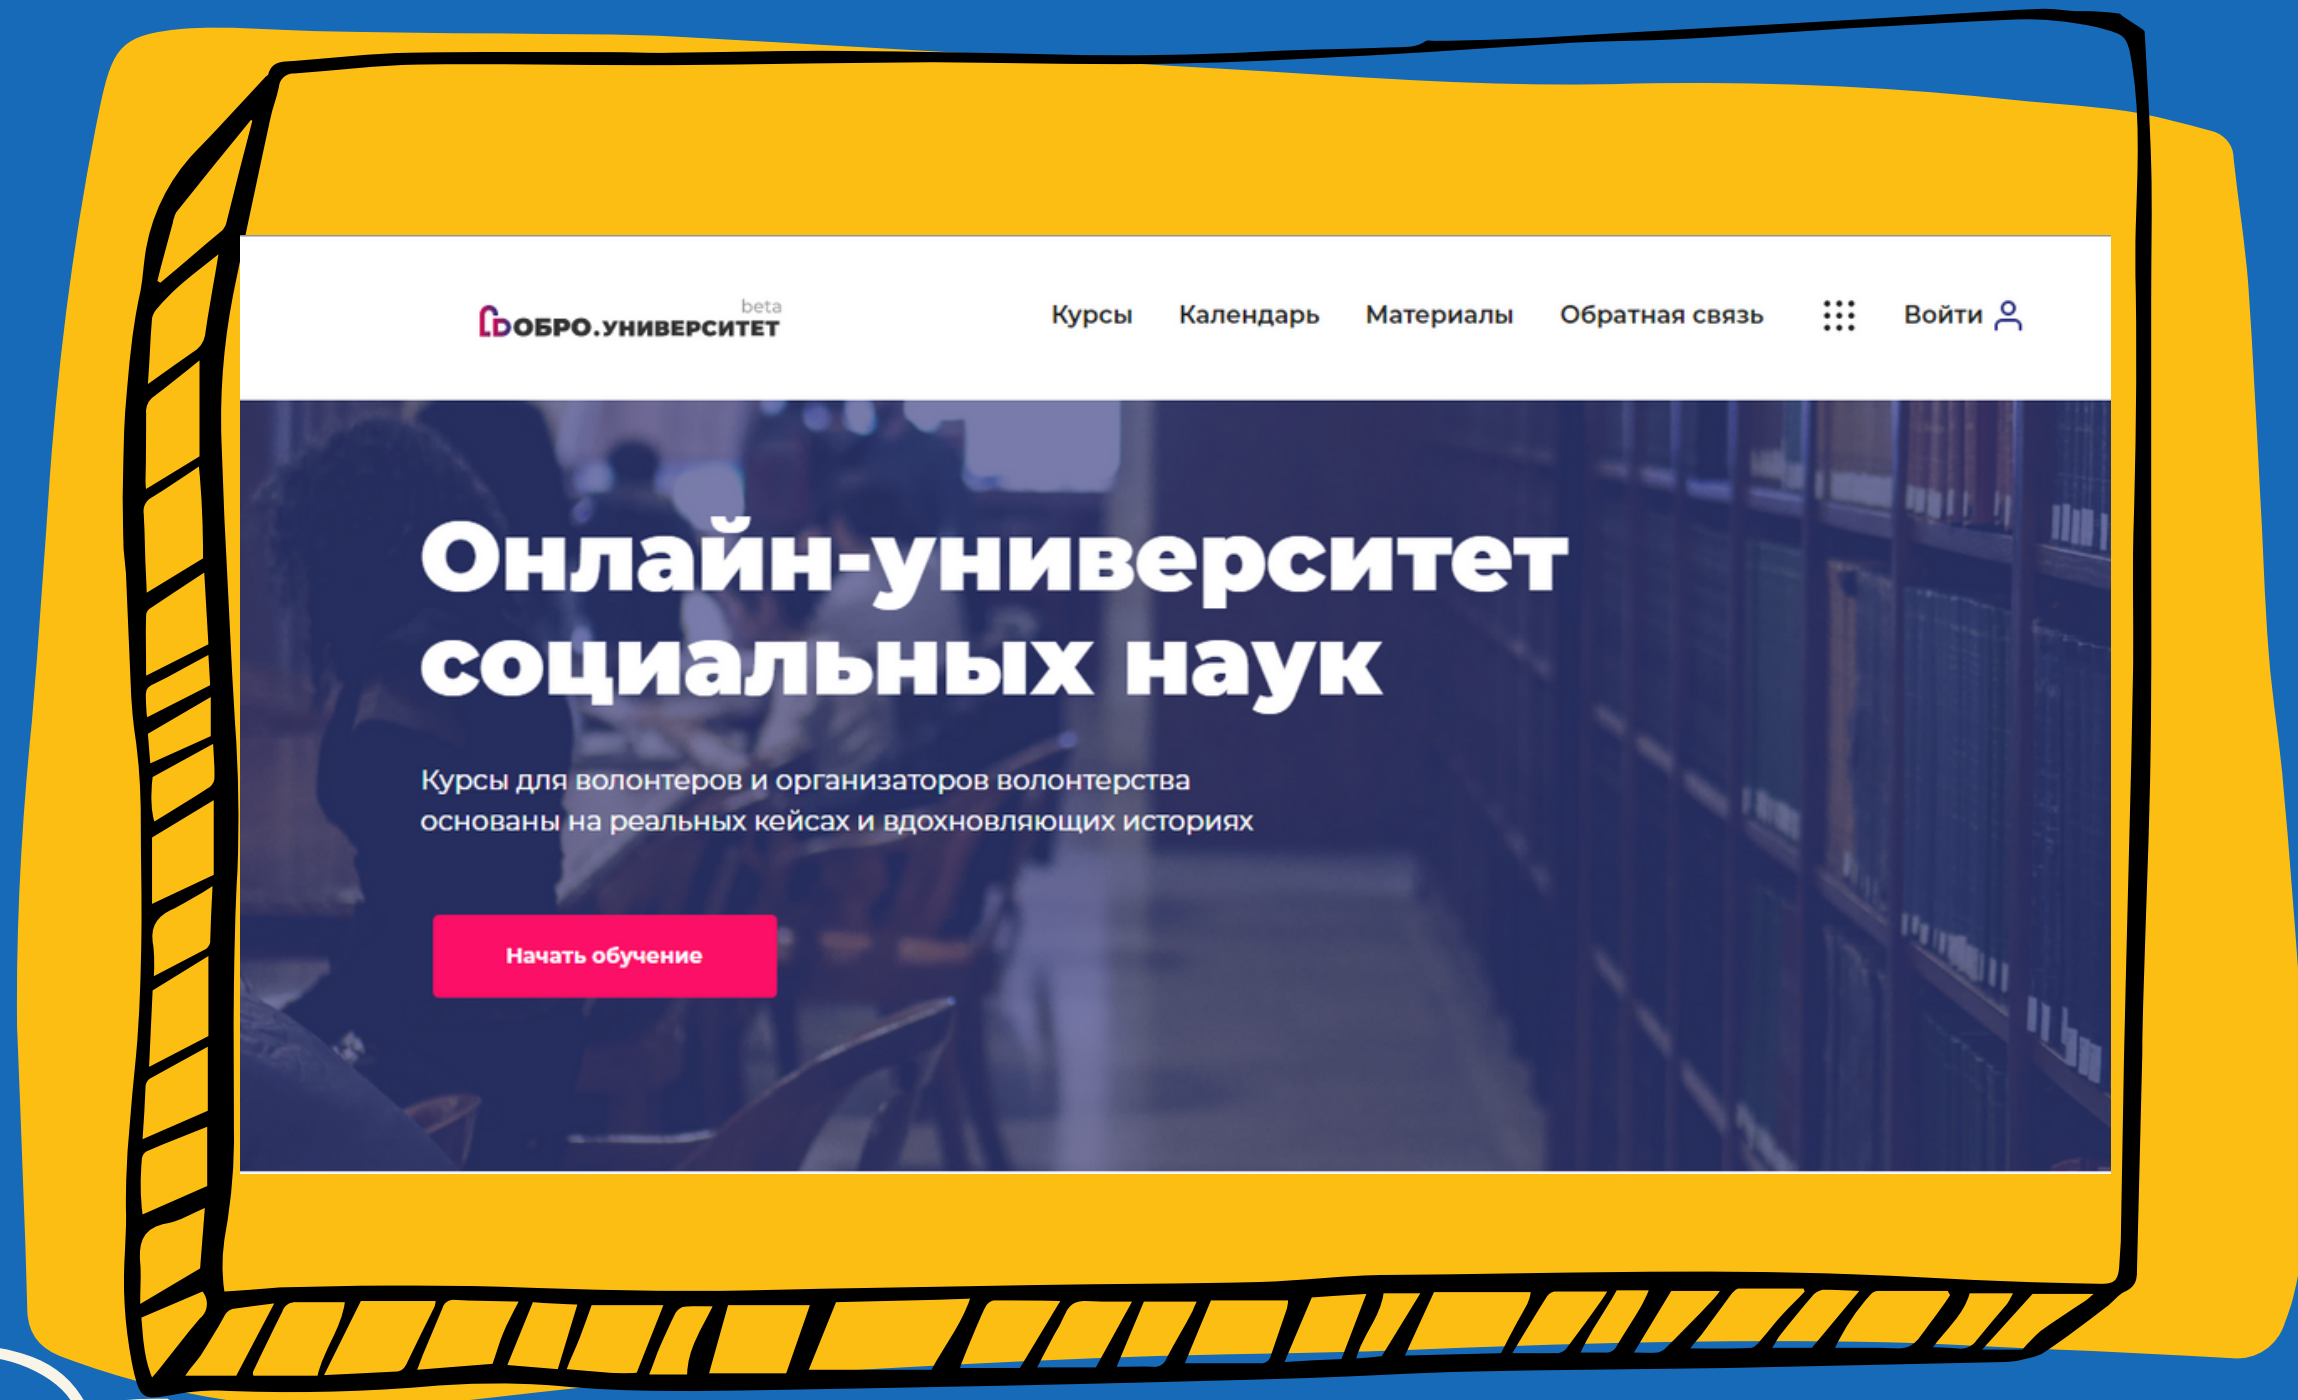 beta
ДОБРО.УНИВЕРСИТЕТ
Курсы Календарь Материалы Обратная связь Войти
Онлайн-университет
социальных наук
Курсы для волонтеров и организаторов волонтерства
основаны на реальных кейсах и вдохновляющих историях
Начать обучение